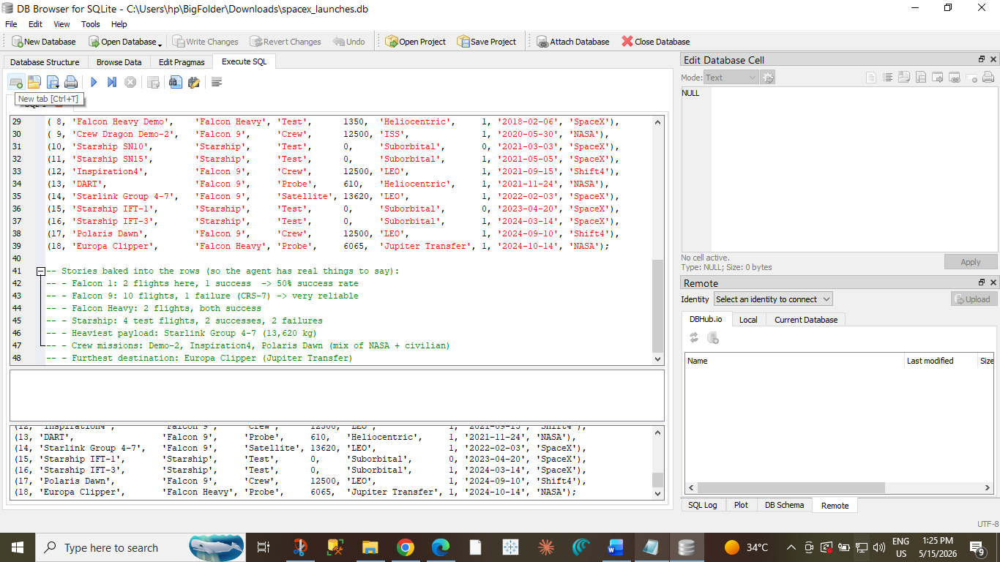 DB Browser for SQLite - C:\Users\hp\BigFolder\Downloads\spacex_launches.db
File Edit View Tools Help
New Database Open Database Write Changes Revert Changes Undo Open Project Save Project Attach Database Close Database
Database Structure Browse Data Edit Pragmas Execute SQL
New tab [Ctrl+T]
29 ( 8, 'Falcon Heavy Demo', 'Falcon Heavy', 'Test', 1350, 'Heliocentric', 1, '2018-02-06', 'SpaceX'),
30 ( 9, 'Crew Dragon Demo-2', 'Falcon 9', 'Crew', 12500, 'ISS', 1, '2020-05-30', 'NASA'),
31 (10, 'Starship SN10', 'Starship', 'Test', 0, 'Suborbital', 0, '2021-03-03', 'SpaceX'),
32 (11, 'Starship SN15', 'Starship', 'Test', 0, 'Suborbital', 1, '2021-05-05', 'SpaceX'),
33 (12, 'Inspiration4', 'Falcon 9', 'Crew', 12500, 'LEO', 1, '2021-09-15', 'Shift4'),
34 (13, 'DART', 'Falcon 9', 'Probe', 610, 'Heliocentric', 1, '2021-11-24', 'NASA'),
35 (14, 'Starlink Group 4-7', 'Falcon 9', 'Satellite', 13620, 'LEO', 1, '2022-02-03', 'SpaceX'),
36 (15, 'Starship IFT-1', 'Starship', 'Test', 0, 'Suborbital', 0, '2023-04-20', 'SpaceX'),
37 (16, 'Starship IFT-3', 'Starship', 'Test', 0, 'Suborbital', 1, '2024-03-14', 'SpaceX'),
38 (17, 'Polaris Dawn', 'Falcon 9', 'Crew', 12500, 'LEO', 1, '2024-09-10', 'Shift4'),
39 (18, 'Europa Clipper', 'Falcon Heavy', 'Probe', 6065, 'Jupiter Transfer', 1, '2024-10-14', 'NASA');
40
41 -- Stories baked into the rows (so the agent has real things to say):
42 -- - Falcon 1: 2 flights here, 1 success -> 50% success rate
43 -- - Falcon 9: 10 flights, 1 failure (CRS-7) -> very reliable
44 -- - Falcon Heavy: 2 flights, both success
45 -- - Starship: 4 test flights, 2 successes, 2 failures
46 -- - Heaviest payload: Starlink Group 4-7 (13,620 kg)
47 -- - Crew missions: Demo-2, Inspiration4, Polaris Dawn (mix of NASA + civilian)
48 -- - Furthest destination: Europa Clipper (Jupiter Transfer)
(12, 'Inspiration4', 'Falcon 9', 'Crew', 12500, 'LEO', 1, '2021-09-15', 'Shift4'),
(13, 'DART', 'Falcon 9', 'Probe', 610, 'Heliocentric', 1, '2021-11-24', 'NASA'),
(14, 'Starlink Group 4-7', 'Falcon 9', 'Satellite', 13620, 'LEO', 1, '2022-02-03', 'SpaceX'),
(15, 'Starship IFT-1', 'Starship', 'Test', 0, 'Suborbital', 0, '2023-04-20', 'SpaceX'),
(16, 'Starship IFT-3', 'Starship', 'Test', 0, 'Suborbital', 1, '2024-03-14', 'SpaceX'),
(17, 'Polaris Dawn', 'Falcon 9', 'Crew', 12500, 'LEO', 1, '2024-09-10', 'Shift4'),
(18, 'Europa Clipper', 'Falcon Heavy', 'Probe', 6065, 'Jupiter Transfer', 1, '2024-10-14', 'NASA');
Edit Database Cell
Mode: Text
NULL
No cell active.
Type: NULL; Size: 0 bytes
Apply
Remote
Identity Select an identity to connect Upload
DBHub.io Local Current Database
Name Last modified Size
SQL Log Plot DB Schema Remote
UTF-8
Type here to search
34°C
ENG
US
1:25 PM
5/15/2026
9